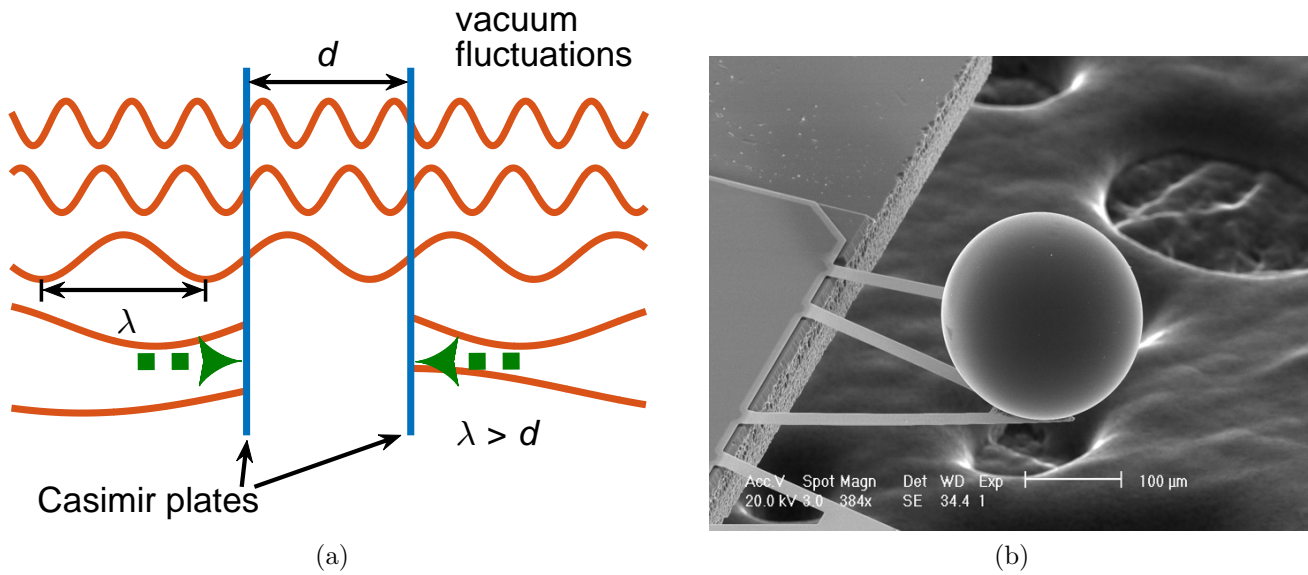 vacuum
fluctuations
d
λ
λ > d
Casimir plates
(a)
Acc.V Spot Magn Det WD Exp
20.0 kV 3.0 384x SE 34.4 1
100 µm
(b)